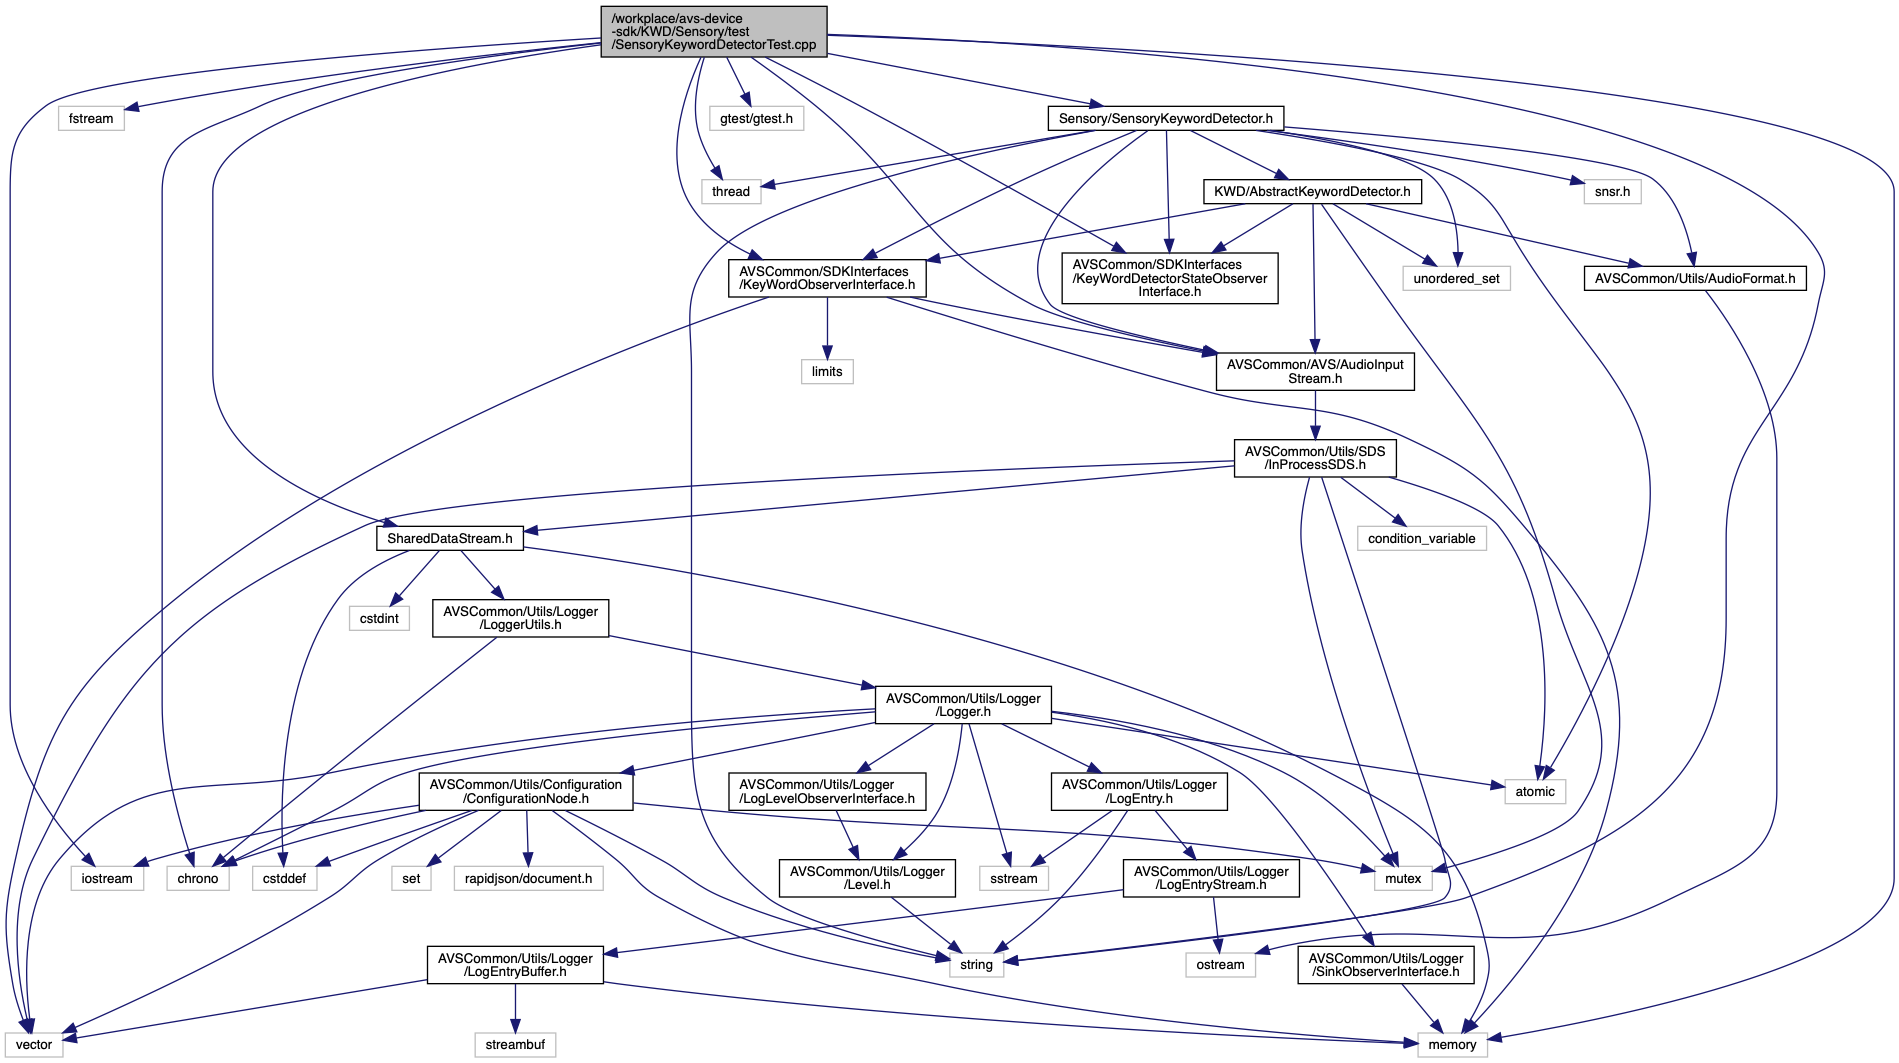 /workplace/avs-device
-sdk/KWD/Sensory/test
/SensoryKeywordDetectorTest.cpp
fstream
gtest/gtest.h
Sensory/SensoryKeywordDetector.h
thread
KWD/AbstractKeywordDetector.h
snsr.h
AVSCommon/SDKInterfaces
/KeyWordObserverInterface.h
AVSCommon/SDKInterfaces
/KeyWordDetectorStateObserver
Interface.h
unordered_set
AVSCommon/Utils/AudioFormat.h
limits
AVSCommon/AVS/AudioInput
Stream.h
AVSCommon/Utils/SDS
/InProcessSDS.h
SharedDataStream.h
condition_variable
cstdint
AVSCommon/Utils/Logger
/LoggerUtils.h
AVSCommon/Utils/Logger
/Logger.h
AVSCommon/Utils/Configuration
/ConfigurationNode.h
AVSCommon/Utils/Logger
/LogLevelObserverInterface.h
AVSCommon/Utils/Logger
/LogEntry.h
atomic
iostream
chrono
cstddef
set
rapidjson/document.h
AVSCommon/Utils/Logger
/Level.h
sstream
AVSCommon/Utils/Logger
/LogEntryStream.h
mutex
AVSCommon/Utils/Logger
/LogEntryBuffer.h
string
ostream
AVSCommon/Utils/Logger
/SinkObserverInterface.h
vector
streambuf
memory